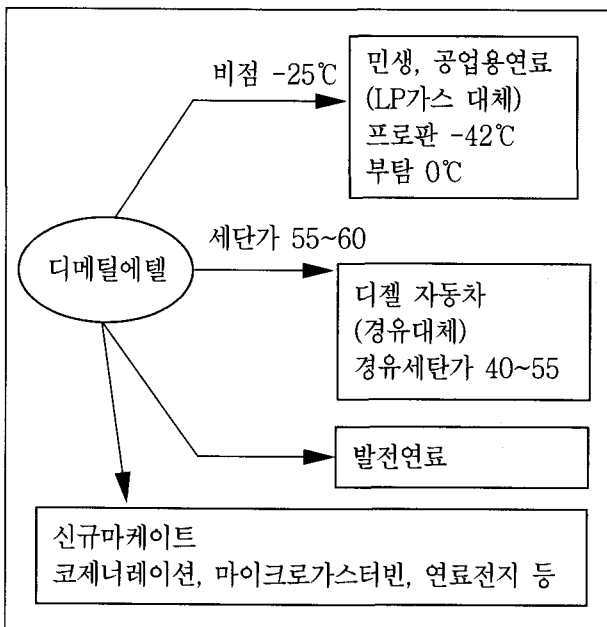 비점 -25℃
민생, 공업용연료
(LP가스 대체)
프로판 -42℃
부탐 0℃
세단가 55~60
디메틸에텔
디젤 자동차
(경유대체)
경유세탄가 40~55
발전연료
신규마케이트
코제너레이션, 마이크로가스터빈, 연료전지 등